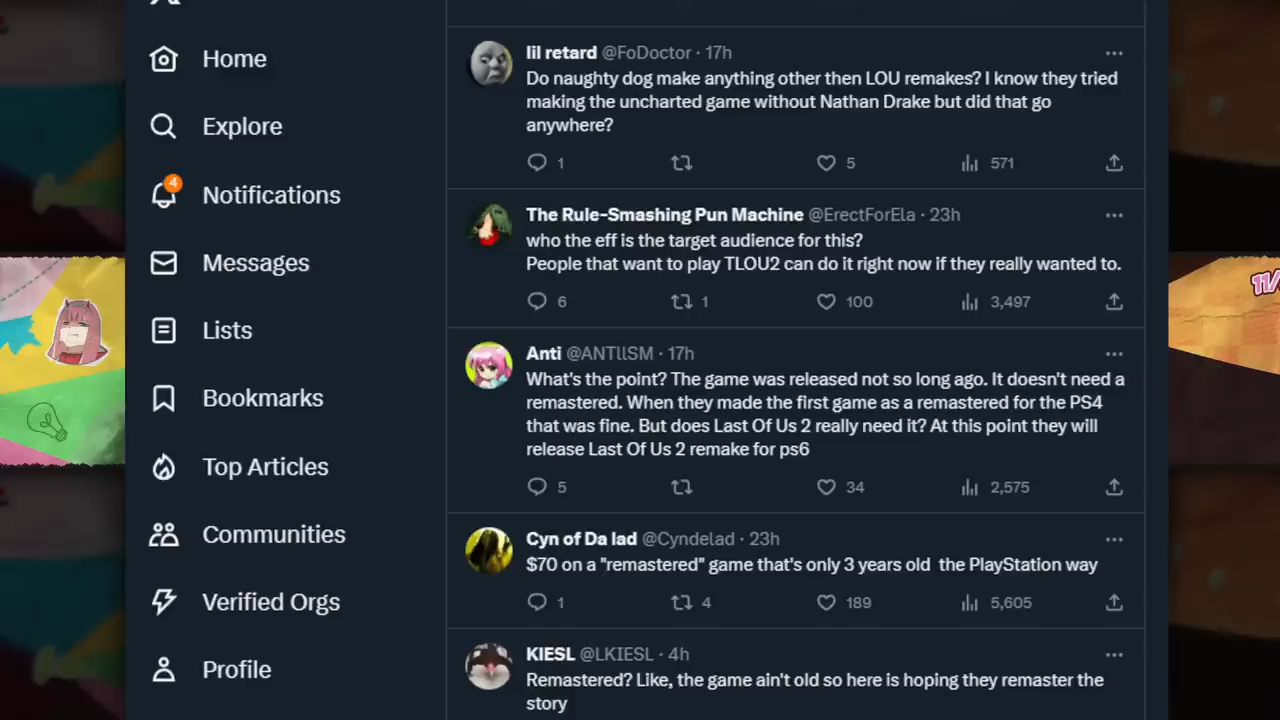 Home
Explore
4
Notifications
Messages
Lists
Bookmarks
Top Articles
Communities
Verified Orgs
Profile
lil retard @FoDoctor · 17h
Do naughty dog make anything other then LOU remakes? I know they tried
making the uncharted game without Nathan Drake but did that go
anywhere?
1 5 571
The Rule-Smashing Pun Machine @ErectForEla · 23h
who the eff is the target audience for this?
People that want to play TLOU2 can do it right now if they really wanted to.
6 1 100 3,497
Anti @ANTllSM · 17h
What's the point? The game was released not so long ago. It doesn't need a
remastered. When they made the first game as a remastered for the PS4
that was fine. But does Last Of Us 2 really need it? At this point they will
release Last Of Us 2 remake for ps6
5 34 2,575
Cyn of Da lad @Cyndelad · 23h
$70 on a "remastered" game that's only 3 years old the PlayStation way
1 4 189 5,605
KIESL @LKIESL · 4h
Remastered? Like, the game ain't old so here is hoping they remaster the
story
11/